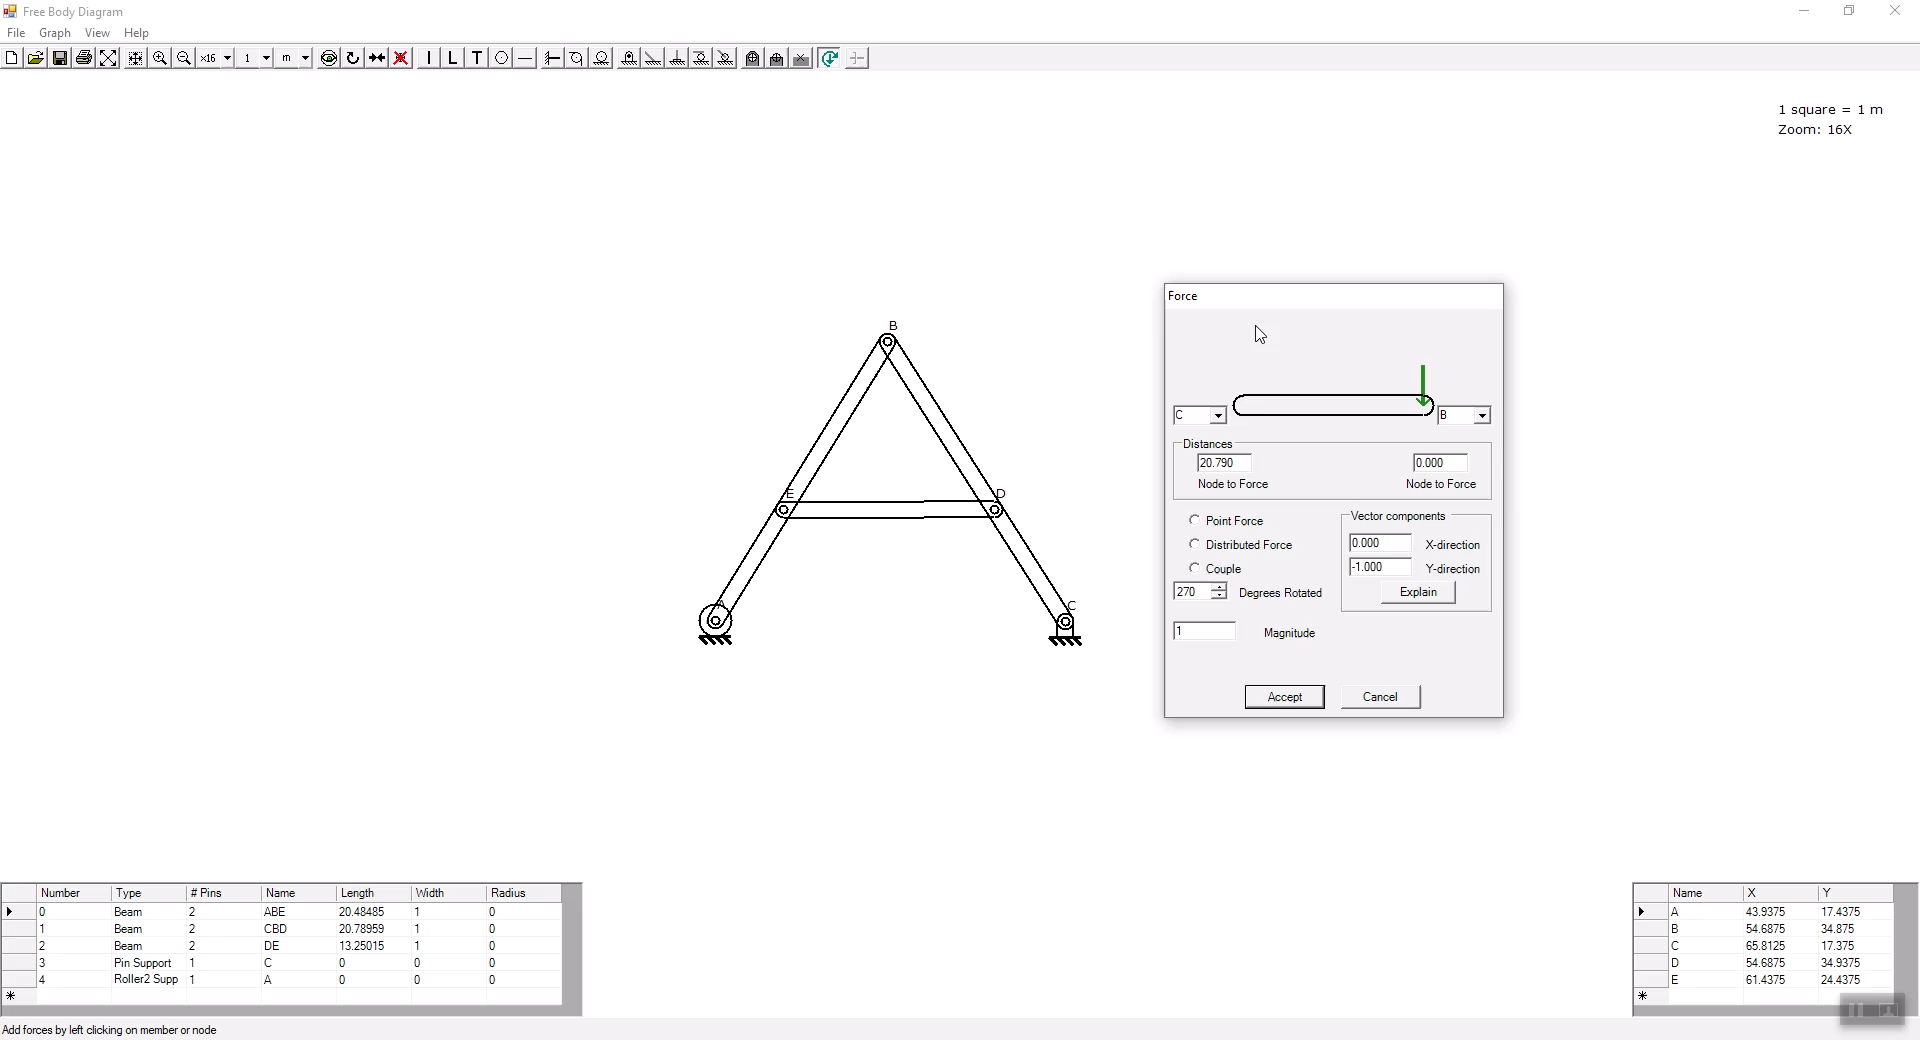 Free Body Diagram
File Graph View Help
x16 1 m
1 square = 1 m
Zoom: 16X
B
E
D
A
C
Force
C
B
Distances
20.790 0.000
Node to Force Node to Force
Point Force
Distributed Force
Couple
270 Degrees Rotated
1 Magnitude
Vector components
0.000 X-direction
-1.000 Y-direction
Explain
Accept Cancel
Number Type # Pins Name Length Width Radius
0 Beam 2 ABE 20.48485 1 0
1 Beam 2 CBD 20.78959 1 0
2 Beam 2 DE 13.25015 1 0
3 Pin Support 1 C 0 0 0
4 Roller2 Supp 1 A 0 0 0
Name X Y
A 43.9375 17.4375
B 54.6875 34.875
C 65.8125 17.375
D 54.6875 34.9375
E 61.4375 24.4375
Add forces by left clicking on member or node